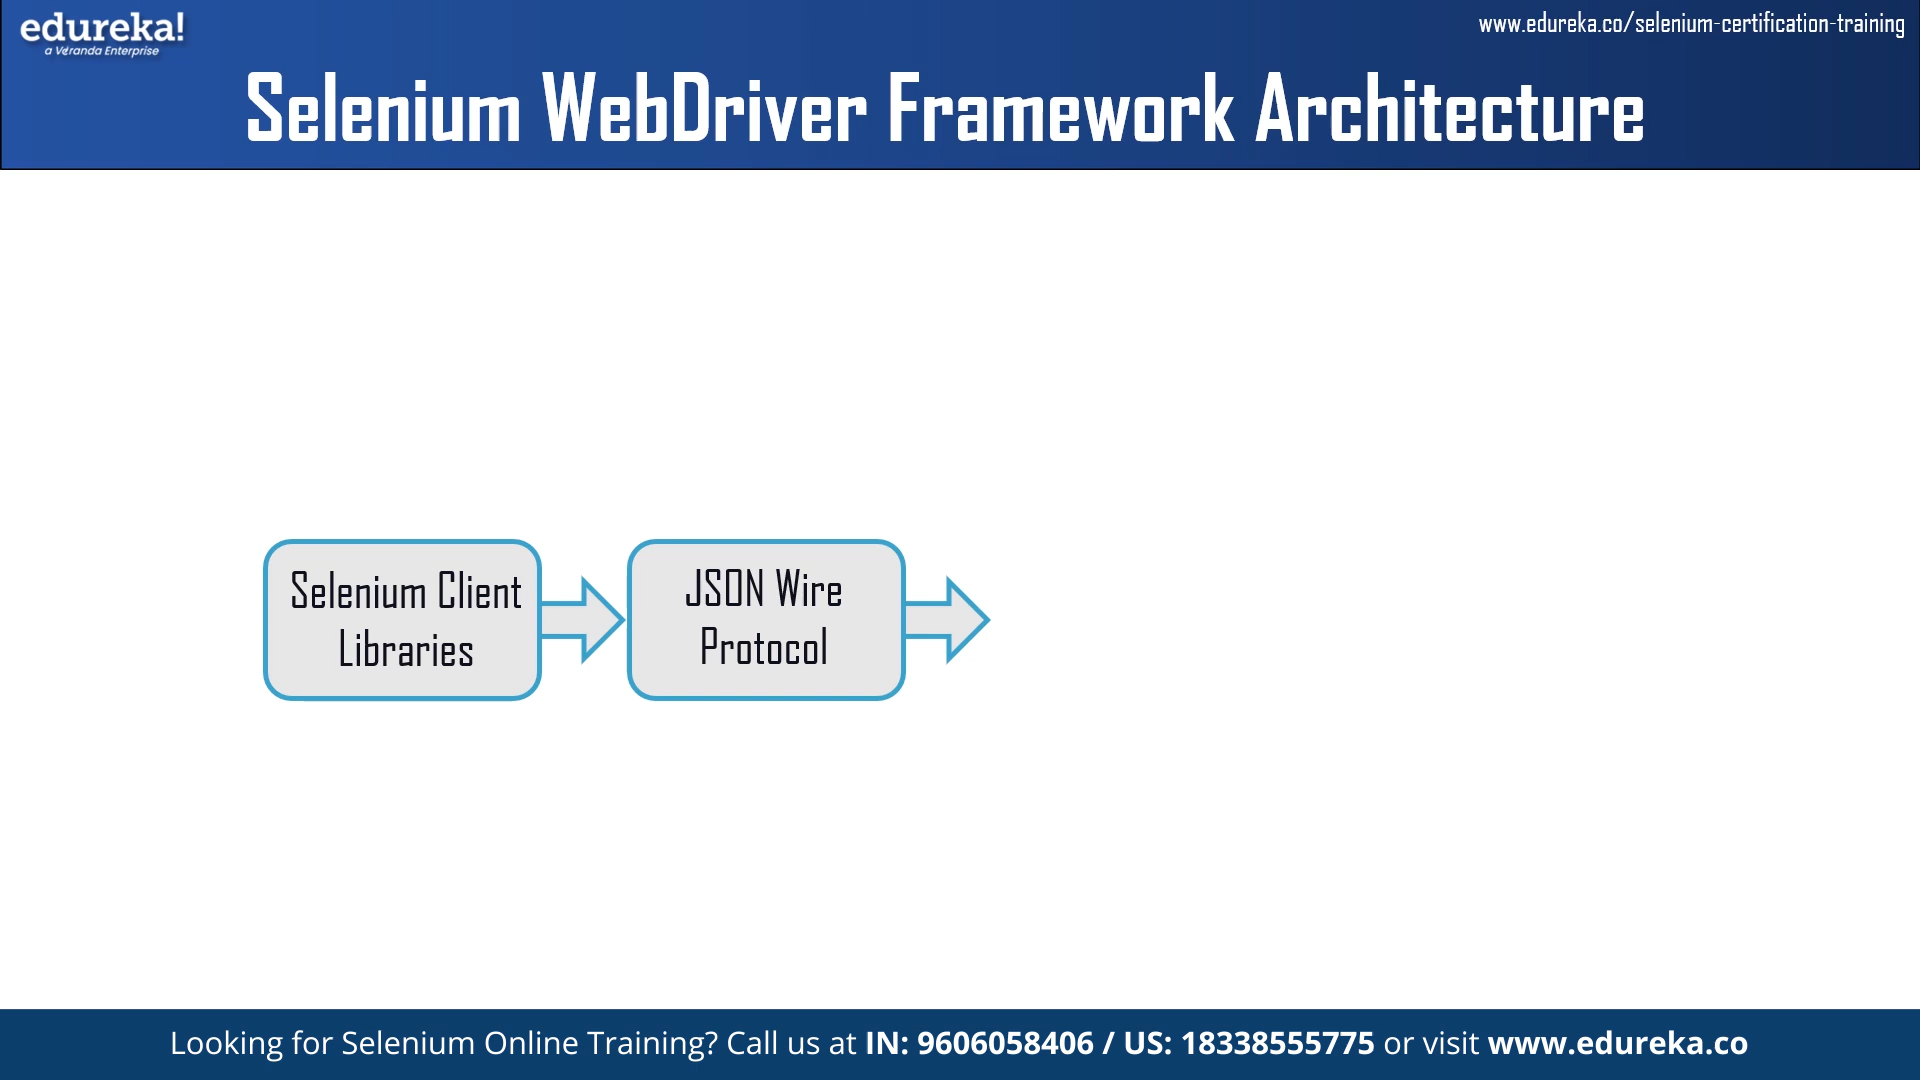 edureka!
a Veranda Enterprise
www.edureka.co/selenium-certification-training
Selenium WebDriver Framework Architecture
Selenium Client
Libraries
JSON Wire
Protocol
Looking for Selenium Online Training? Call us at IN: 9606058406 / US: 18338555775 or visit www.edureka.co